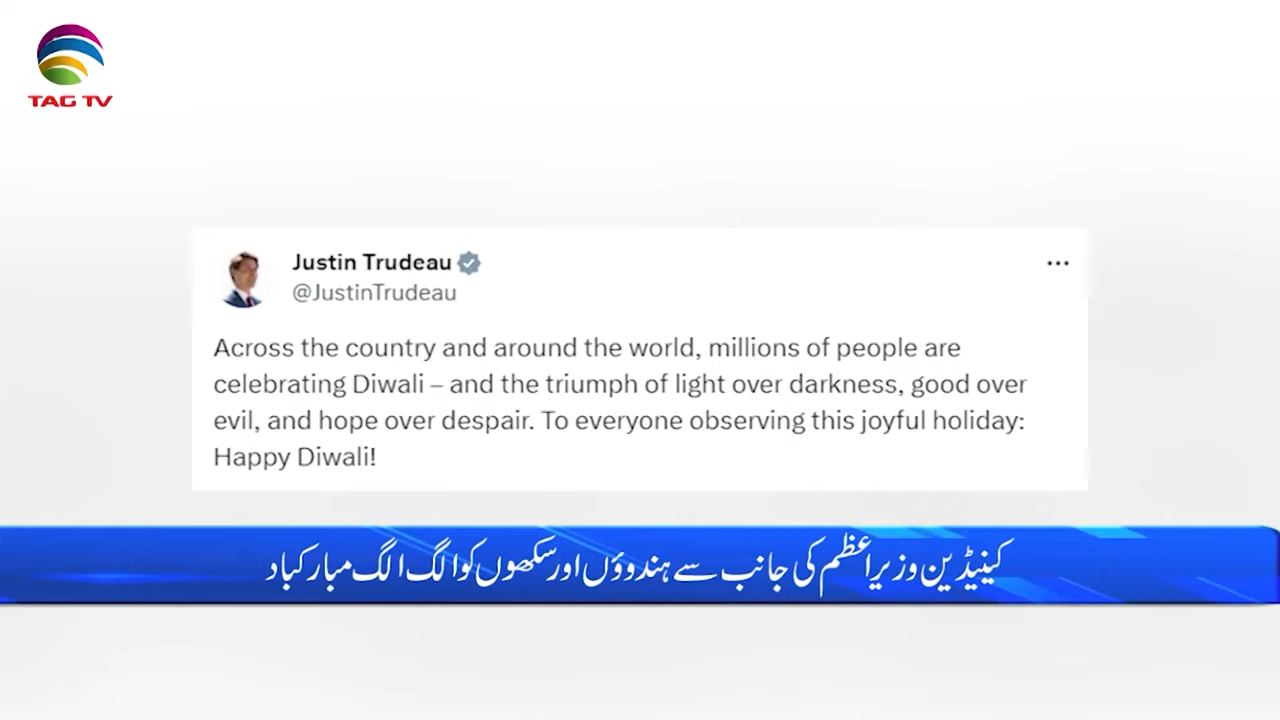 TAG TV
Justin Trudeau
@JustinTrudeau
Across the country and around the world, millions of people are
celebrating Diwali – and the triumph of light over darkness, good over
evil, and hope over despair. To everyone observing this joyful holiday:
Happy Diwali!
کینیڈین وزیراعظم کی جانب سے ہندوؤں اور سکھوں کو الگ الگ مبارکباد